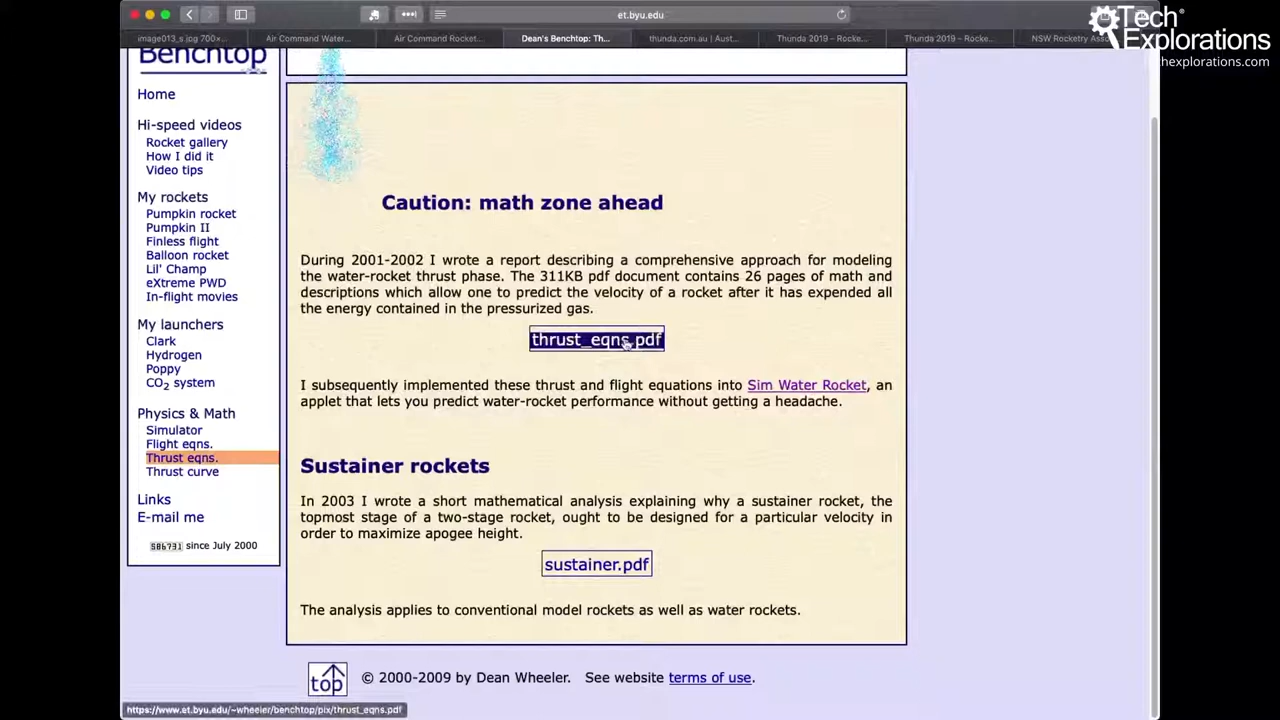 et.byu.edu
image013_s.jpg 700×...
Air Command Water...
Air Command Rocket...
Dean's Benchtop: Th...
thunda.com.au | Aust...
Thunda 2019 – Rocke...
Thunda 2019 – Rocke...
NSW Rocketry Ass
Tech®
Explorations
techexplorations.com
Benchtop
Home
Hi-speed videos
Rocket gallery
How I did it
Video tips
My rockets
Pumpkin rocket
Pumpkin II
Finless flight
Balloon rocket
Lil' Champ
eXtreme PWD
In-flight movies
My launchers
Clark
Hydrogen
Poppy
CO2 system
Physics & Math
Simulator
Flight eqns.
Thrust eqns.
Thrust curve
Links
E-mail me
586731 since July 2000
Caution: math zone ahead
During 2001-2002 I wrote a report describing a comprehensive approach for modeling
the water-rocket thrust phase. The 311KB pdf document contains 26 pages of math and
descriptions which allow one to predict the velocity of a rocket after it has expended all
the energy contained in the pressurized gas.
thrust_eqns.pdf
I subsequently implemented these thrust and flight equations into Sim Water Rocket, an
applet that lets you predict water-rocket performance without getting a headache.
Sustainer rockets
In 2003 I wrote a short mathematical analysis explaining why a sustainer rocket, the
topmost stage of a two-stage rocket, ought to be designed for a particular velocity in
order to maximize apogee height.
sustainer.pdf
The analysis applies to conventional model rockets as well as water rockets.
top
© 2000-2009 by Dean Wheeler. See website terms of use.
https://www.et.byu.edu/~wheeler/benchtop/pix/thrust_eqns.pdf